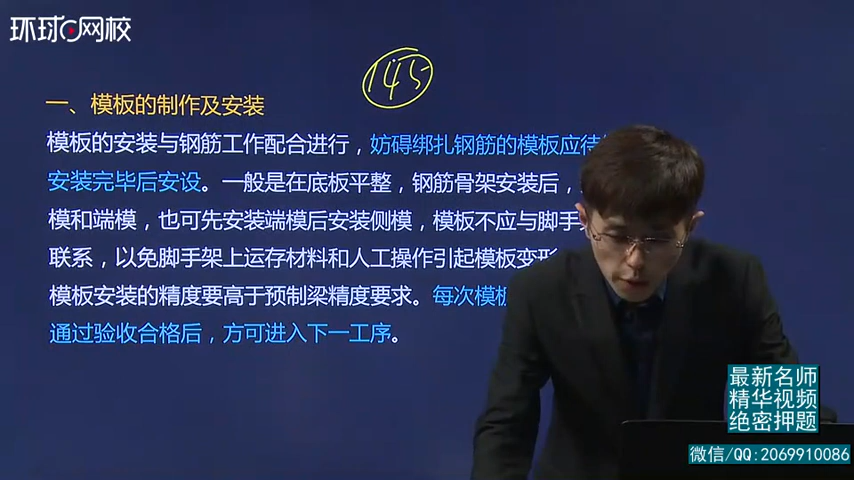 环球网校
145
一、模板的制作及安装
模板的安装与钢筋工作配合进行，妨碍绑扎钢筋的模板应待
安装完毕后安设。一般是在底板平整，钢筋骨架安装后，
模和端模，也可先安装端模后安装侧模，模板不应与脚手
联系，以免脚手架上运存材料和人工操作引起模板变形
模板安装的精度要高于预制梁精度要求。每次模板
通过验收合格后，方可进入下一工序。
最新名师
精华视频
绝密押题
微信/QQ:2069910086